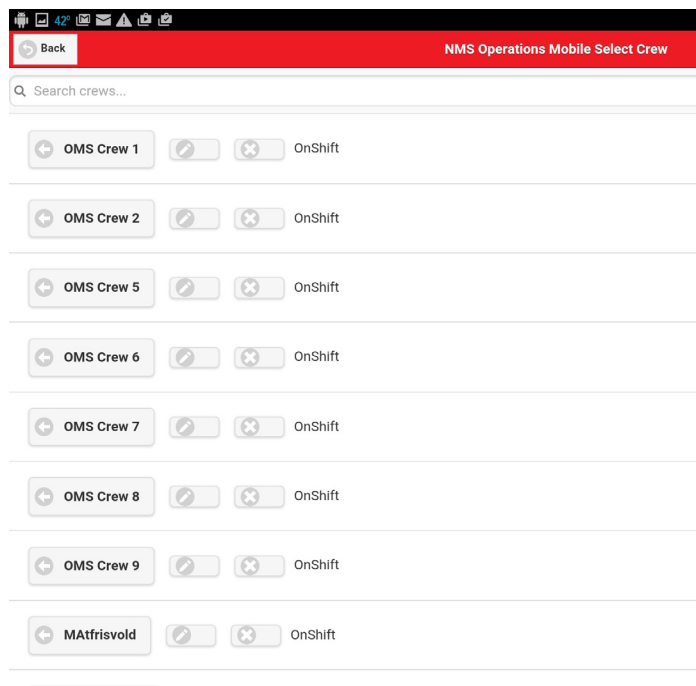 42°
Back
NMS Operations Mobile Select Crew
Search crews...
OMS Crew 1 OnShift
OMS Crew 2 OnShift
OMS Crew 5 OnShift
OMS Crew 6 OnShift
OMS Crew 7 OnShift
OMS Crew 8 OnShift
OMS Crew 9 OnShift
MAtfrisvold OnShift